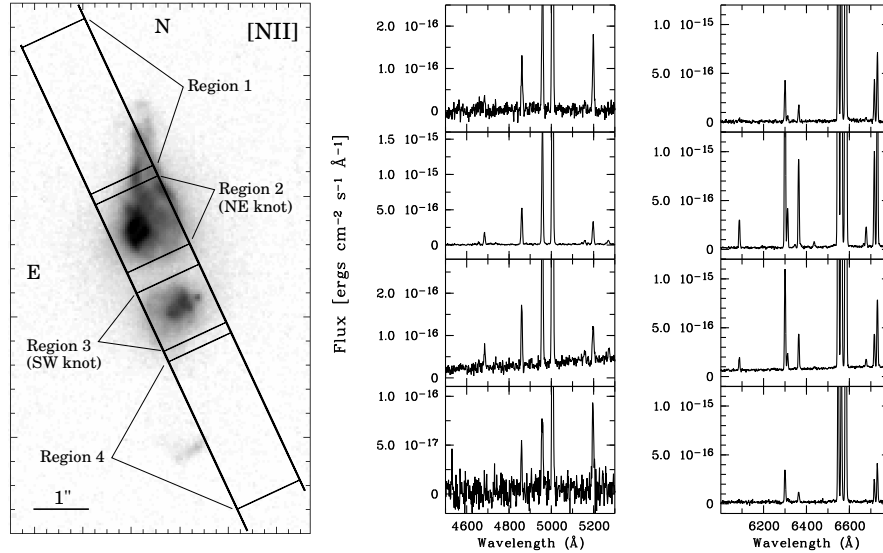 N
[NII]
Region 1
Region 2
(NE knot)
E
Region 3
(SW knot)
Region 4
1"
Flux [ergs cm⁻² s⁻¹ Å⁻¹]
2.0 10⁻¹⁶
1.0 10⁻¹⁶
0
1.5 10⁻¹⁵
1.0 10⁻¹⁵
5.0 10⁻¹⁶
0
2.0 10⁻¹⁶
1.0 10⁻¹⁶
0
5.0 10⁻¹⁷
0
4600 4800 5000 5200
Wavelength (Å)
1.0 10⁻¹⁵
5.0 10⁻¹⁶
0
1.0 10⁻¹⁵
5.0 10⁻¹⁶
0
1.0 10⁻¹⁵
5.0 10⁻¹⁶
0
1.0 10⁻¹⁵
5.0 10⁻¹⁶
0
6200 6400 6600
Wavelength (Å)